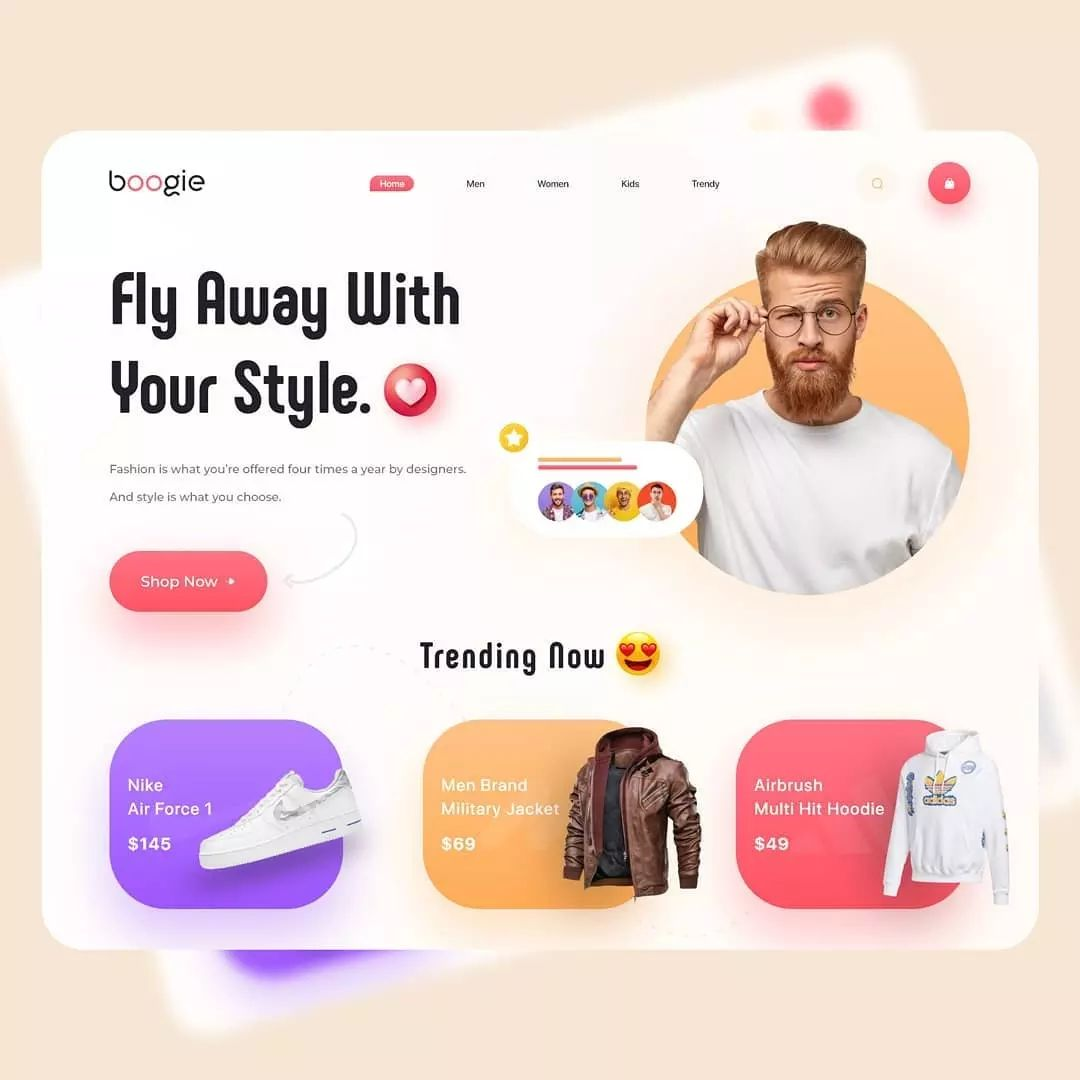 boogie
Home Men Women Kids Trendy
Fly Away With
Your Style.
Fashion is what you're offered four times a year by designers.
And style is what you choose.
Shop Now
Trending Now
Nike
Air Force 1
$145
Men Brand
Military Jacket
$69
Airbrush
Multi Hit Hoodie
$49
adidas